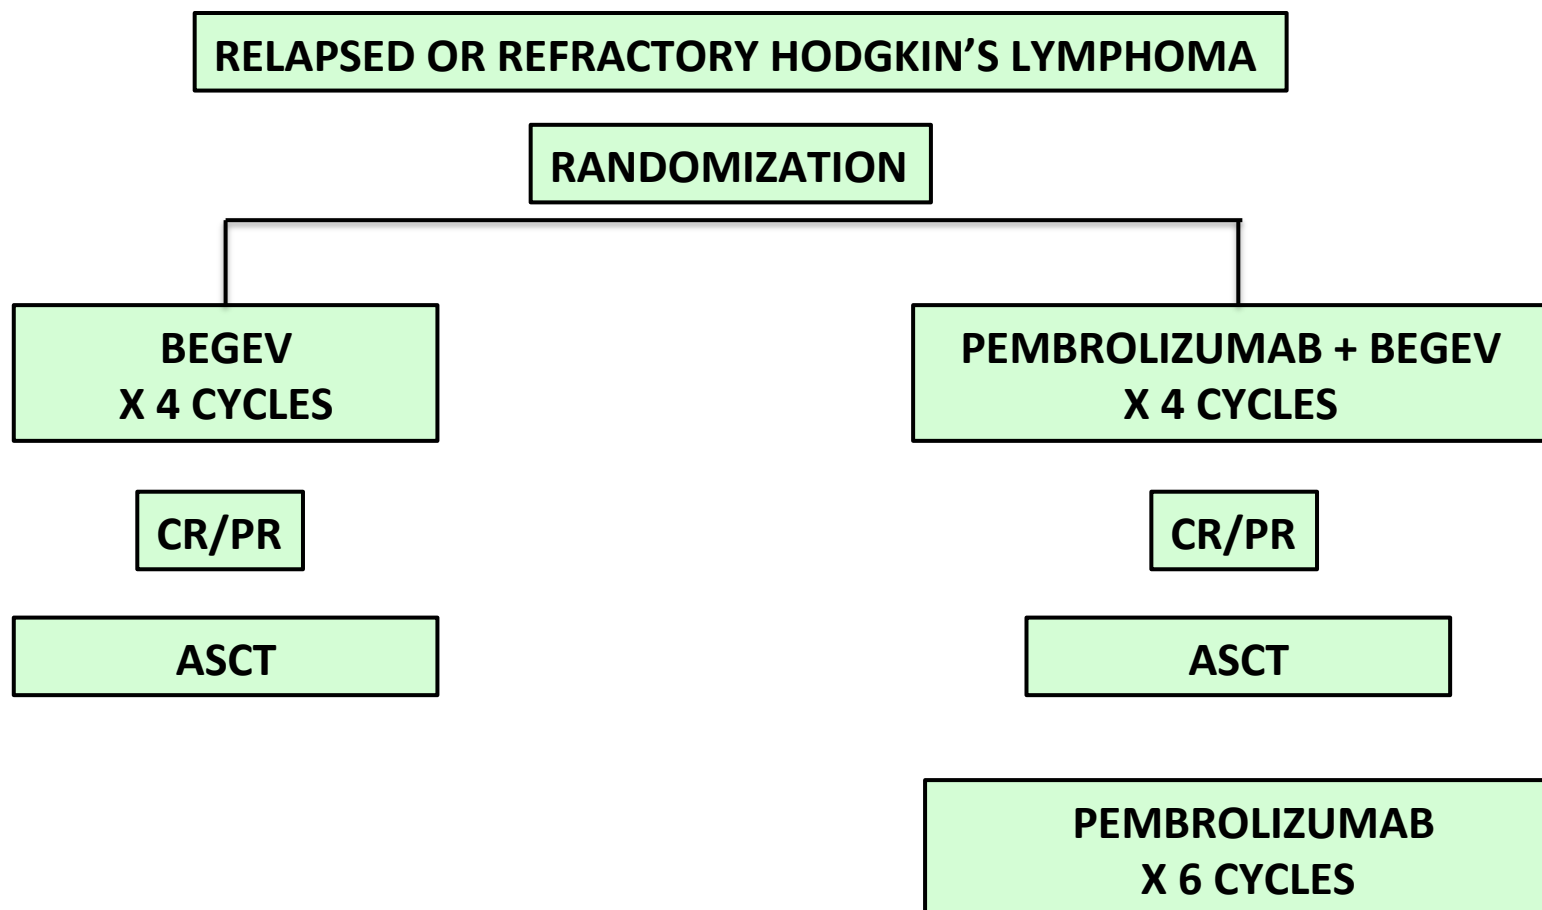 RELAPSED OR REFRACTORY HODGKIN’S LYMPHOMA
RANDOMIZATION
BEGEV
X 4 CYCLES
PEMBROLIZUMAB + BEGEV
X 4 CYCLES
CR/PR
CR/PR
ASCT
ASCT
PEMBROLIZUMAB
X 6 CYCLES